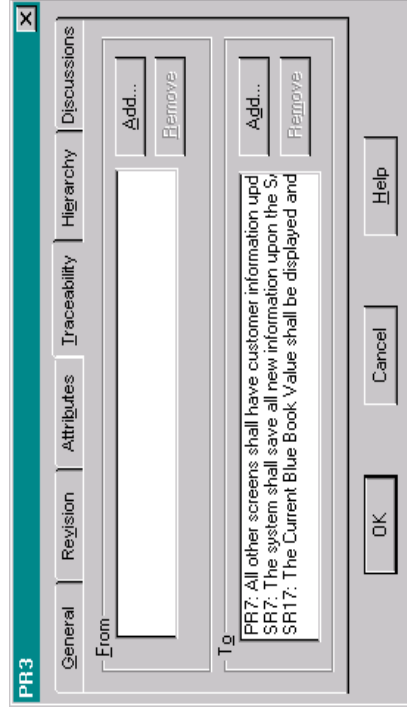 PR3
General Revision Attributes Traceability Hierarchy Discussions
From
Add...
Remove
To
PR7: All other screens shall have customer information upd
SR7: The system shall save all new information upon the SA
SR17: The Current Blue Book Value shall be displayed and
Add...
Remove
OK Cancel Help